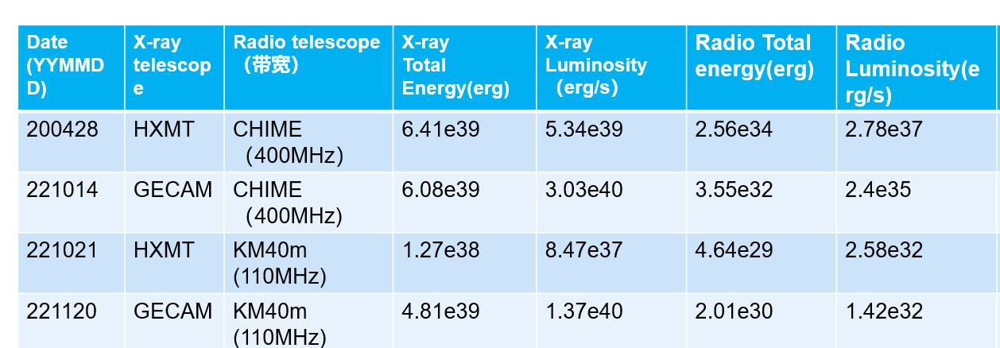 Date (YYMMDD)	X-ray telescope	Radio telescope （带宽）	X-ray Total Energy(erg)	X-ray Luminosity （erg/s）	Radio Total energy(erg)	Radio Luminosity(erg/s)
200428	HXMT	CHIME （400MHz）	6.41e39	5.34e39	2.56e34	2.78e37
221014	GECAM	CHIME （400MHz)	6.08e39	3.03e40	3.55e32	2.4e35
221021	HXMT	KM40m (110MHz)	1.27e38	8.47e37	4.64e29	2.58e32
221120	GECAM	KM40m (110MHz)	4.81e39	1.37e40	2.01e30	1.42e32